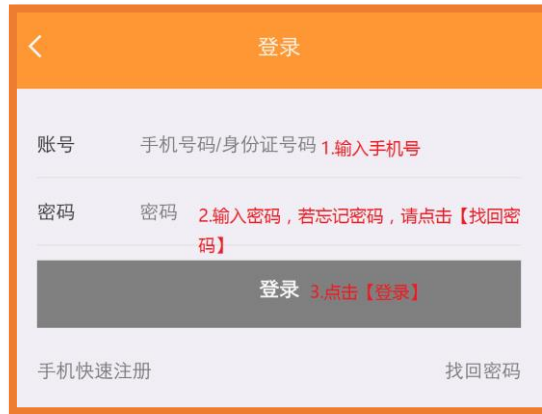 登录
账号 手机号码/身份证号码 1.输入手机号
密码 密码 2.输入密码，若忘记密码，请点击【找回密
码】
登录 3.点击【登录】
手机快速注册 找回密码